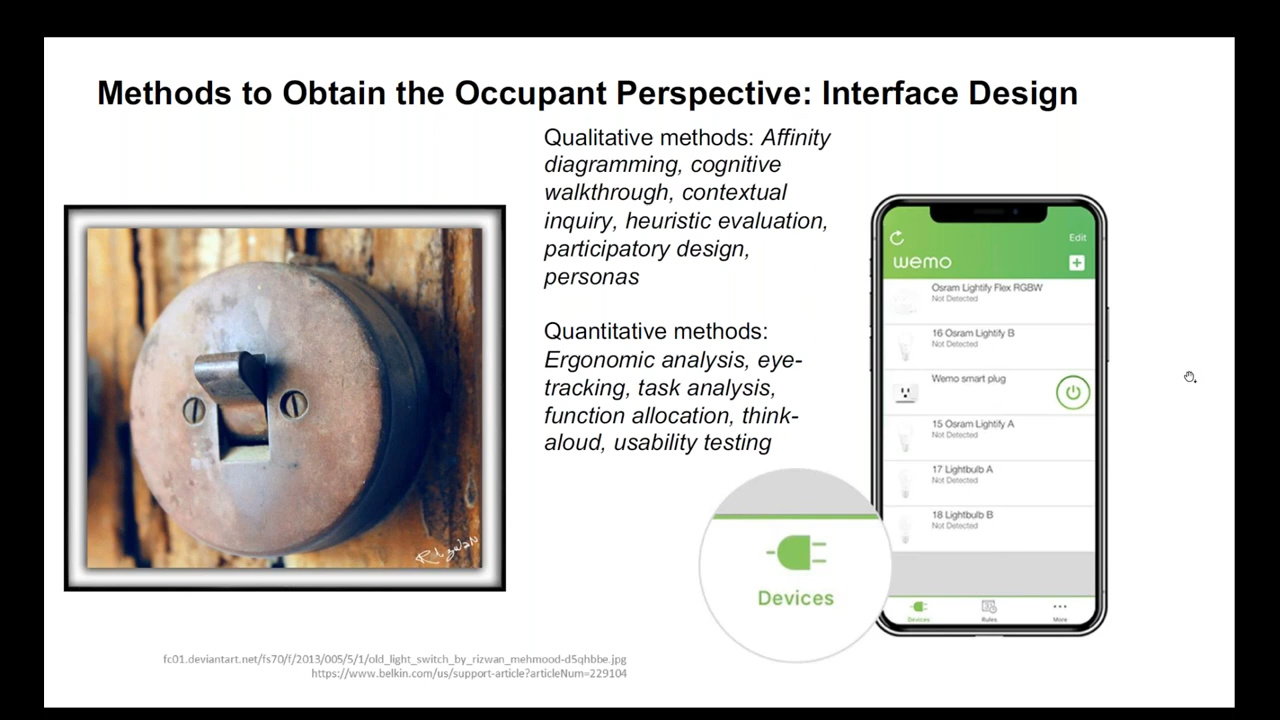 Methods to Obtain the Occupant Perspective: Interface Design
Qualitative methods: Affinity
diagramming, cognitive
walkthrough, contextual
inquiry, heuristic evaluation,
participatory design,
personas
Quantitative methods:
Ergonomic analysis, eye-
tracking, task analysis,
function allocation, think-
aloud, usability testing
Rizwan
Edit
wemo
Osram Lightify Flex RGBW
Not Detected
16 Osram Lightify B
Not Detected
Wemo smart plug
15 Osram Lightify A
Not Detected
17 Lightbulb A
Not Detected
18 Lightbulb B
Not Detected
Devices
Devices
Rules
More
fc01.deviantart.net/fs70/f/2013/005/5/1/old_light_switch_by_rizwan_mehmood-d5qhbbe.jpg
https://www.belkin.com/us/support-article?articleNum=229104